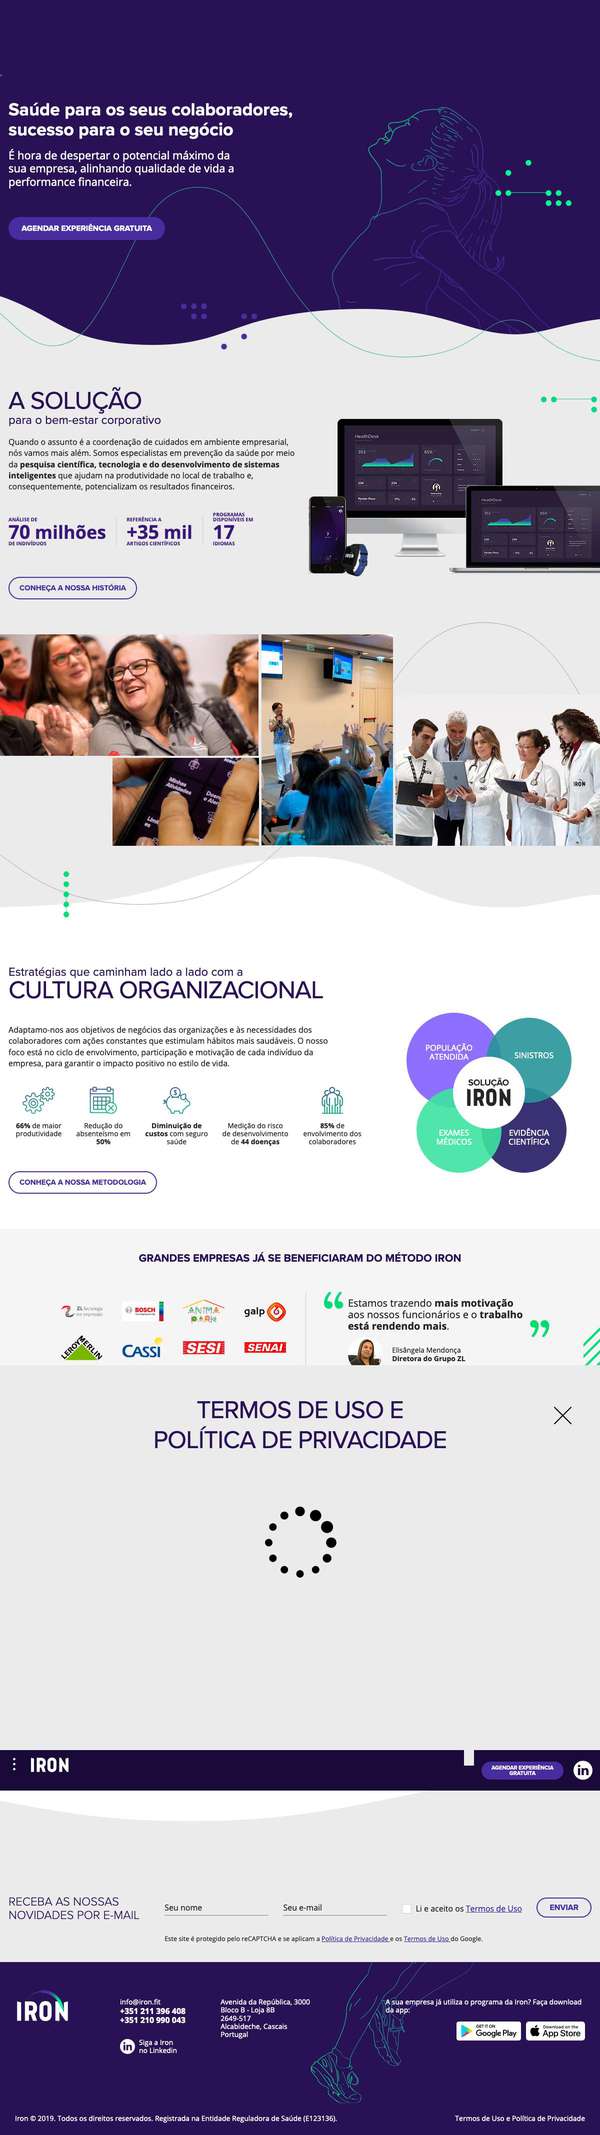 Saúde para os seus colaboradores,
sucesso para o seu negócio
É hora de despertar o potencial máximo da
sua empresa, alinhando qualidade de vida a
performance financeira.
AGENDAR EXPERIÊNCIA GRATUITA
A SOLUÇÃO
para o bem-estar corporativo
Quando o assunto é a coordenação de cuidados em ambiente empresarial,
nós vamos mais além. Somos especialistas em prevenção da saúde por meio
da pesquisa científica, tecnologia e do desenvolvimento de sistemas
inteligentes que ajudam na produtividade no local de trabalho e,
consequentemente, potencializam os resultados financeiros.
ANÁLISE DE
70 milhões
DE INDIVÍDUOS
REFERÊNCIA A
+35 mil
ARTIGOS CIENTÍFICOS
PROGRAMAS
DISPONÍVEIS EM
17
IDIOMAS
HealthDesk
HealthDesk
IRON
CONHEÇA A NOSSA HISTÓRIA
Minhas
Atividades
IRON
Estratégias que caminham lado a lado com a
CULTURA ORGANIZACIONAL
Adaptamo-nos aos objetivos de negócios das organizações e às necessidades dos
colaboradores com ações constantes que estimulam hábitos mais saudáveis. O nosso
foco está no ciclo de envolvimento, participação e motivação de cada indivíduo da
empresa, para garantir o impacto positivo no estilo de vida.
66% de maior
produtividade
Redução do
absenteísmo em
50%
Diminuição de
custos com seguro
saúde
Medição do risco
de desenvolvimento
de 44 doenças
85% de
envolvimento dos
colaboradores
POPULAÇÃO
ATENDIDA
SINISTROS
SOLUÇÃO
IRON
EXAMES
MÉDICOS
EVIDÊNCIA
CIENTÍFICA
CONHEÇA A NOSSA METODOLOGIA
GRANDES EMPRESAS JÁ SE BENEFICIARAM DO MÉTODO IRON
BOSCH
galp
LEROY MERLIN
CASSI
SESI
SENAI
“Estamos trazendo mais motivação
aos nossos funcionários e o trabalho
está rendendo mais.”
Elisângela Mendonça
Diretora do Grupo ZL
TERMOS DE USO E
POLÍTICA DE PRIVACIDADE
IRON
AGENDAR EXPERIÊNCIA
GRATUITA
in
RECEBA AS NOSSAS
NOVIDADES POR E-MAIL
Seu nome
Seu e-mail
Li e aceito os Termos de Uso
ENVIAR
Este site é protegido pelo reCAPTCHA e se aplicam a Política de Privacidade e os Termos de Uso do Google.
IRON
info@iron.fit
+351 211 396 408
+351 210 990 043
in
Siga a Iron
no Linkedin
Avenida da República, 3000
Bloco B - Loja 8B
2649-517
Alcabideche, Cascais
Portugal
A sua empresa já utiliza o programa da Iron? Faça download
da app:
GET IT ON
Google Play
Download on the
App Store
Iron © 2019. Todos os direitos reservados. Registrada na Entidade Reguladora de Saúde (E123136).
Termos de Uso e Política de Privacidade